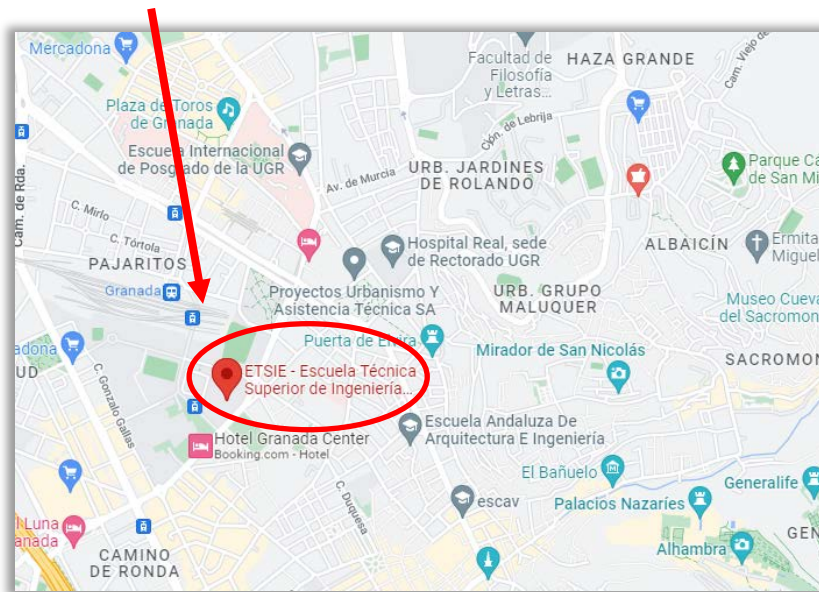 Mercadona
Facultad de
Filosofía
y Letras...
HAZA GRANDE
Cam. Viejo de
Plaza de Toros
de Granada
Cjón. de Lebrija
Escuela Internacional
de Posgrado de la UGR
Av. de Murcia
URB. JARDINES
DE ROLANDO
Parque Ca
de San Mi
Cam. de Rda.
C. Mirlo
C. Tórtola
PAJARITOS
Hospital Real, sede
de Rectorado UGR
ALBAICÍN
Ermita
Miguel
Granada
Proyectos Urbanismo Y
Asistencia Técnica SA
URB. GRUPO
MALUQUER
Museo Cueva
del Sacromon
Puerta de Elvira
Mirador de San Nicolás
adona
UD
SACROMON
ETSIE - Escuela Técnica
Superior de Ingeniería...
C. Gonzalo Gallas
Hotel Granada Center
Booking.com - Hotel
Escuela Andaluza De
Arquitectura E Ingeniería
El Bañuelo
Generalife
C. Duquesa
escav
Palacios Nazaríes
l Luna
anada
GEN
Alhambra
CAMINO
DE RONDA